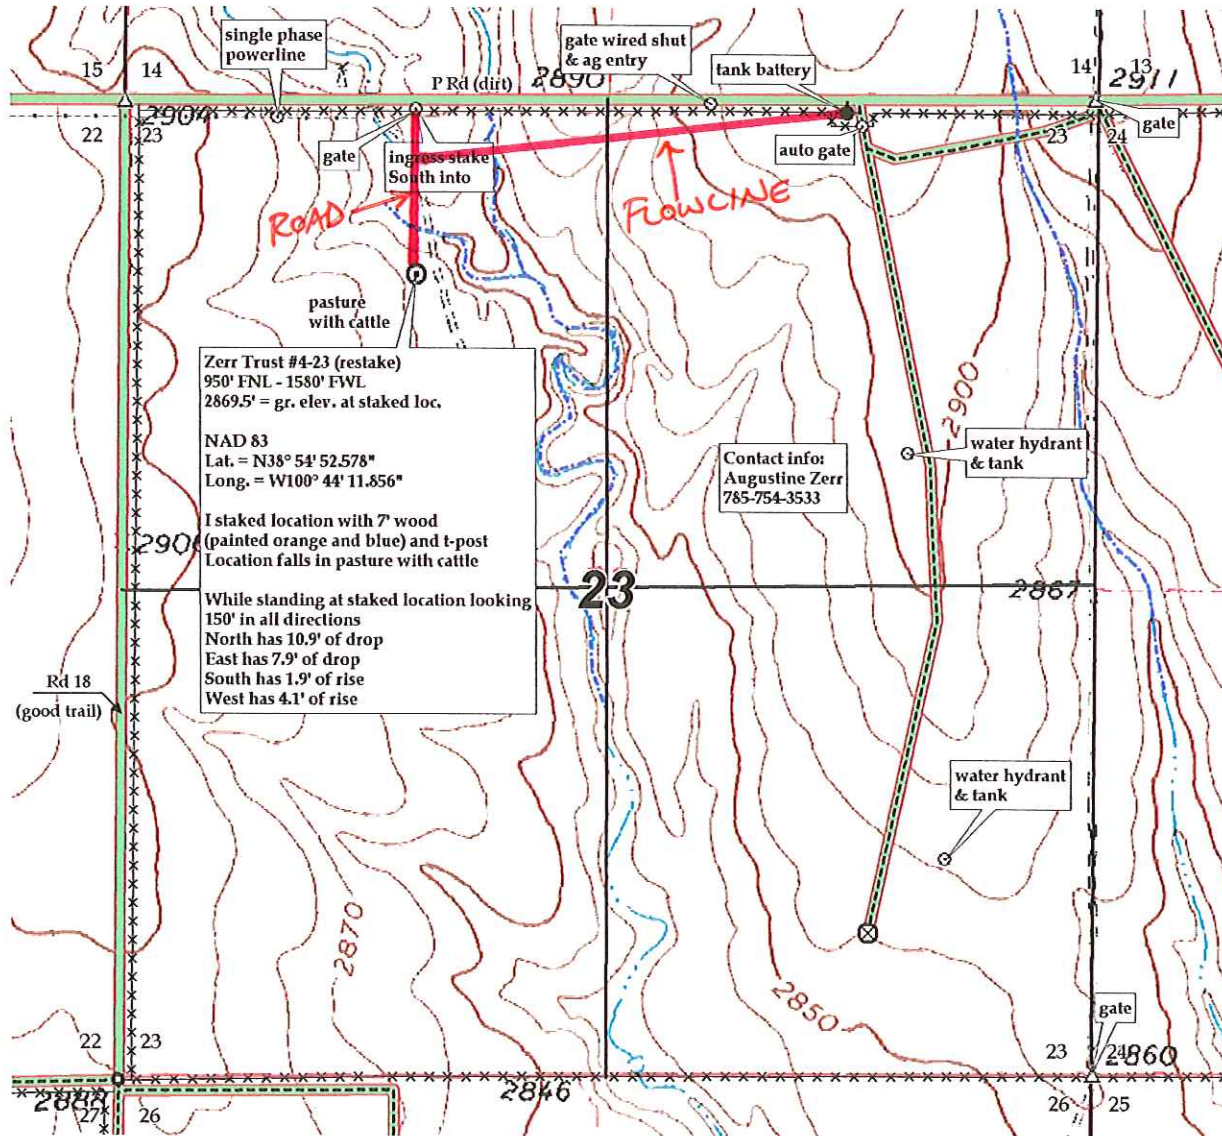 single phase
powerline
gate wired shut
& ag entry
tank battery
15
14
P Rd (dirt)
2890
14
13
2911
22
23
gate
ingress stake
South into
auto gate
23
24
gate
ROAD
FLOWLINE
pasture
with cattle
Zerr Trust #4-23 (restake)
950' FNL - 1580' FWL
2869.5' = gr. elev. at staked loc.
NAD 83
Lat. = N38° 54' 52.578"
Long. = W100° 44' 11.856"
I staked location with 7' wood
(painted orange and blue) and t-post
Location falls in pasture with cattle
While standing at staked location looking
150' in all directions
North has 10.9' of drop
East has 7.9' of drop
South has 1.9' of rise
West has 4.1' of rise
2900
water hydrant
& tank
Contact info:
Augustine Zerr
785-754-3533
23
2867
Rd 18
(good trail)
water hydrant
& tank
2870
2850
gate
22
23
23
24
2860
2846
27
26
26
25